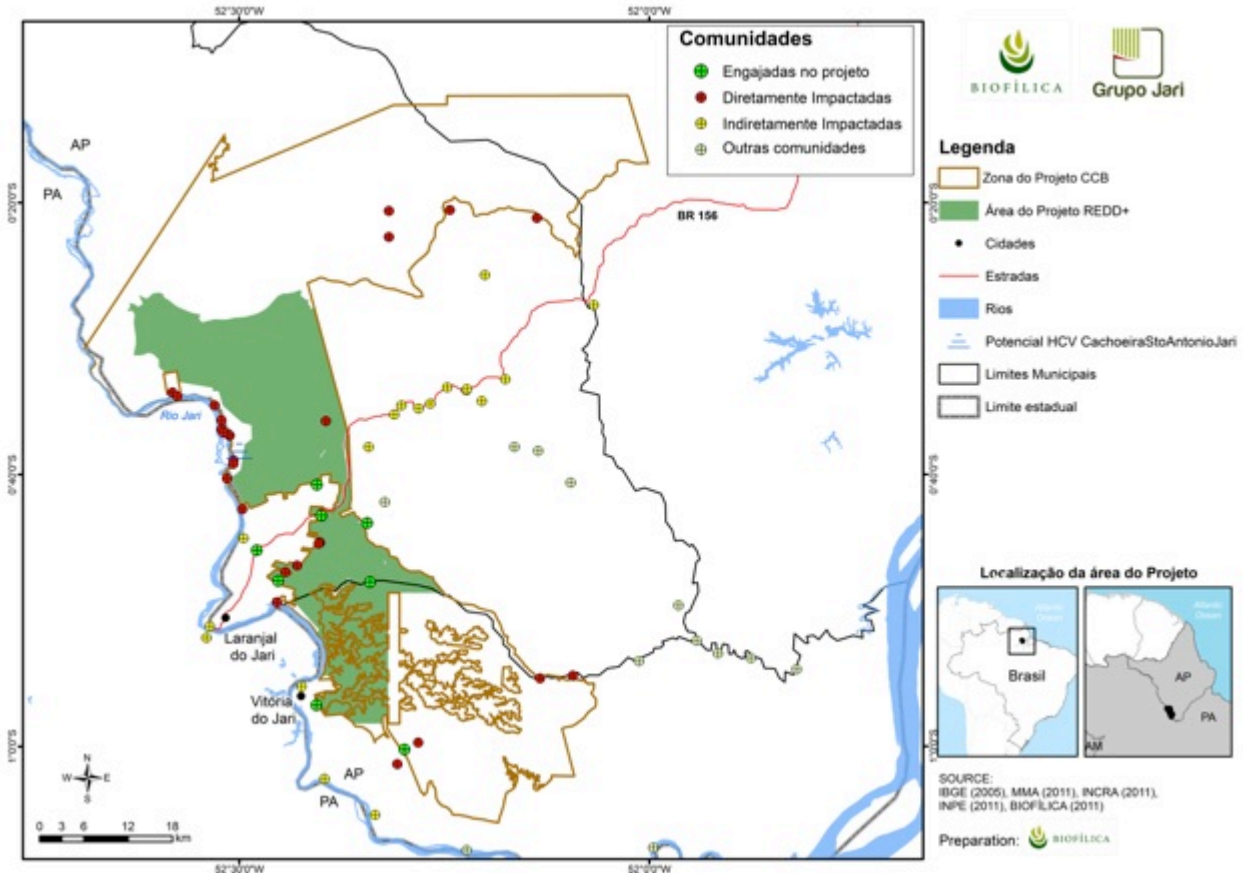 52°30'0"W
52°0'0"W
Comunidades
Engajadas no projeto
Diretamente Impactadas
Indiretamente Impactadas
Outras comunidades
AP
PA
0°20'0"S
BR 156
0°20'0"S
Rio Jari
0°40'0"S
0°40'0"S
Laranjal
do Jari
Vitória
do Jari
1°0'0"S
1°0'0"S
AP
PA
N
W E
S
0 3 6 12 18
km
52°30'0"W
52°0'0"W
BIOFÍLICA
Grupo Jari
Legenda
Zona do Projeto CCB
Área do Projeto REDD+
Cidades
Estradas
Rios
Potencial HCV CachoeiraStoAntonioJari
Limites Municipais
Limite estadual
Localização da área do Projeto
Atlantic
Ocean
Brasil
Atlantic
Ocean
AP
PA
AM
SOURCE:
IBGE (2005), MMA (2011), INCRA (2011),
INPE (2011), BIOFÍLICA (2011)
Preparation: BIOFÍLICA